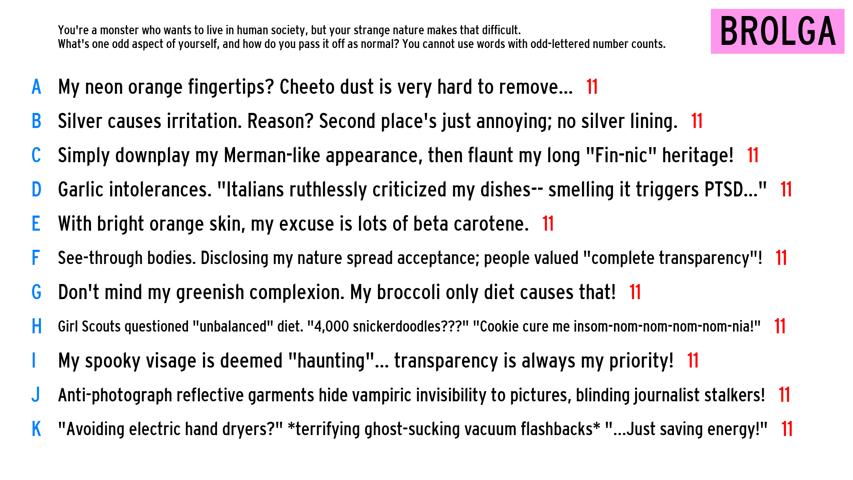 You're a monster who wants to live in human society, but your strange nature makes that difficult.
What's one odd aspect of yourself, and how do you pass it off as normal? You cannot use words with odd-lettered number counts.
BROLGA
A My neon orange fingertips? Cheeto dust is very hard to remove... 11
B Silver causes irritation. Reason? Second place's just annoying; no silver lining. 11
C Simply downplay my Merman-like appearance, then flaunt my long "Fin-nic" heritage! 11
D Garlic intolerances. "Italians ruthlessly criticized my dishes-- smelling it triggers PTSD..." 11
E With bright orange skin, my excuse is lots of beta carotene. 11
F See-through bodies. Disclosing my nature spread acceptance; people valued "complete transparency"! 11
G Don't mind my greenish complexion. My broccoli only diet causes that! 11
H Girl Scouts questioned "unbalanced" diet. "4,000 snickerdoodles???" "Cookie cure me insom-nom-nom-nom-nom-nia!" 11
I My spooky visage is deemed "haunting"... transparency is always my priority! 11
J Anti-photograph reflective garments hide vampiric invisibility to pictures, blinding journalist stalkers! 11
K "Avoiding electric hand dryers?" *terrifying ghost-sucking vacuum flashbacks* "...Just saving energy!" 11